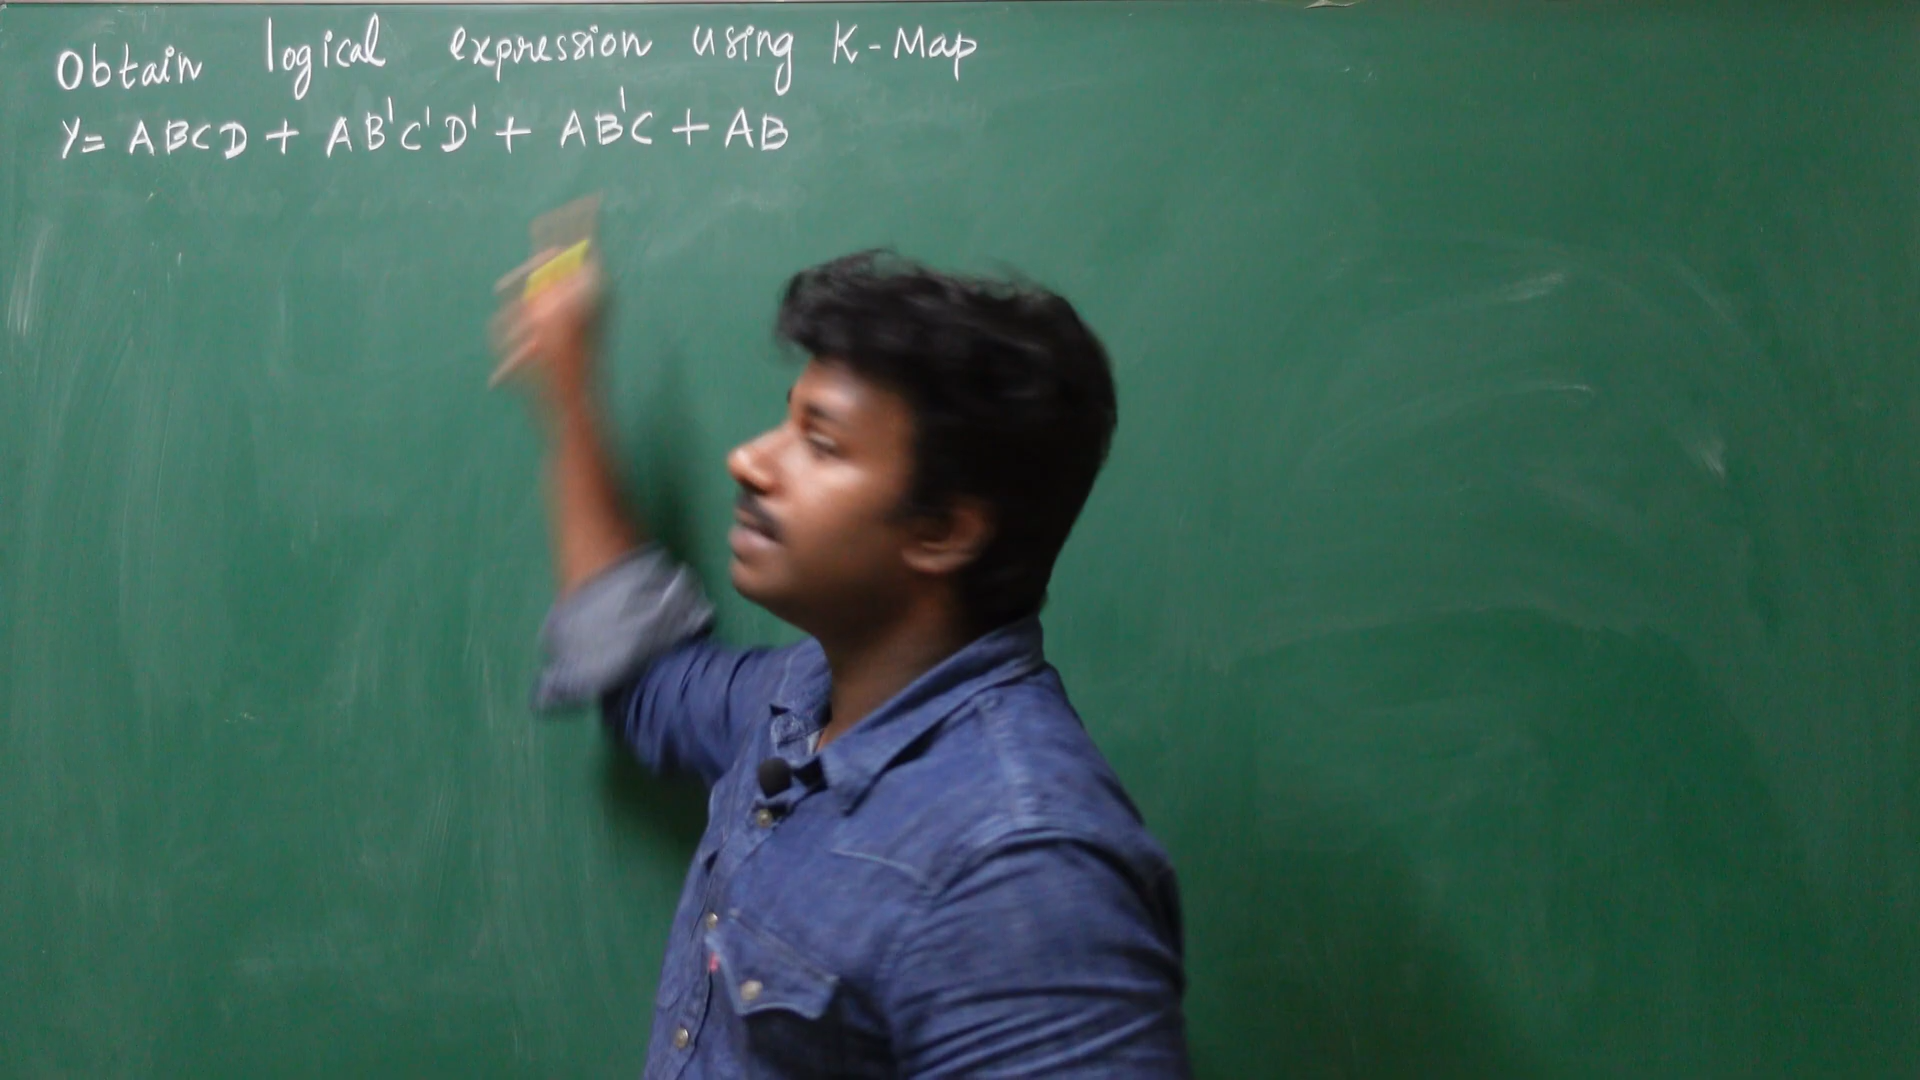 Obtain logical expression using K-Map
Y= ABCD + AB'C'D' + AB'C + AB